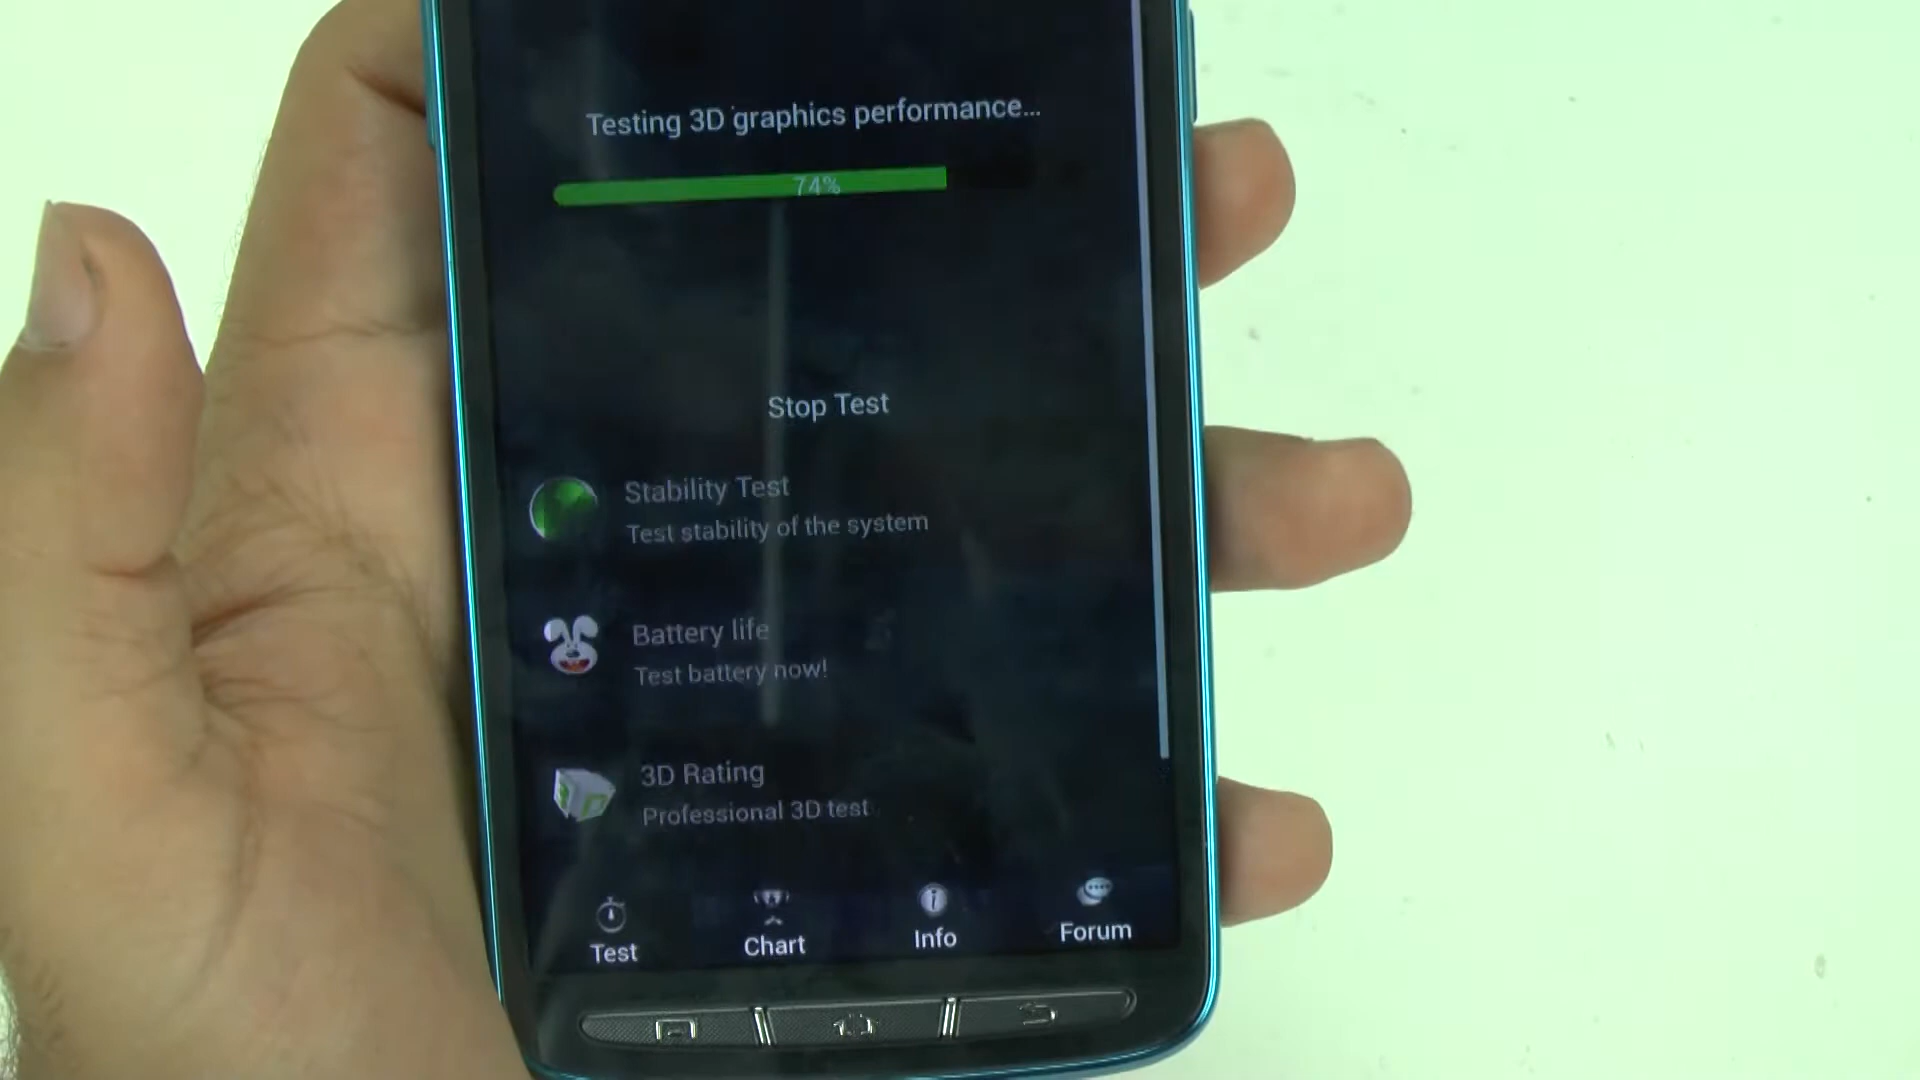 Testing 3D graphics performance...
74%
Stop Test
Stability Test
Test stability of the system
Battery life
Test battery now!
3D Rating
Professional 3D test
Test
Chart
Info
Forum